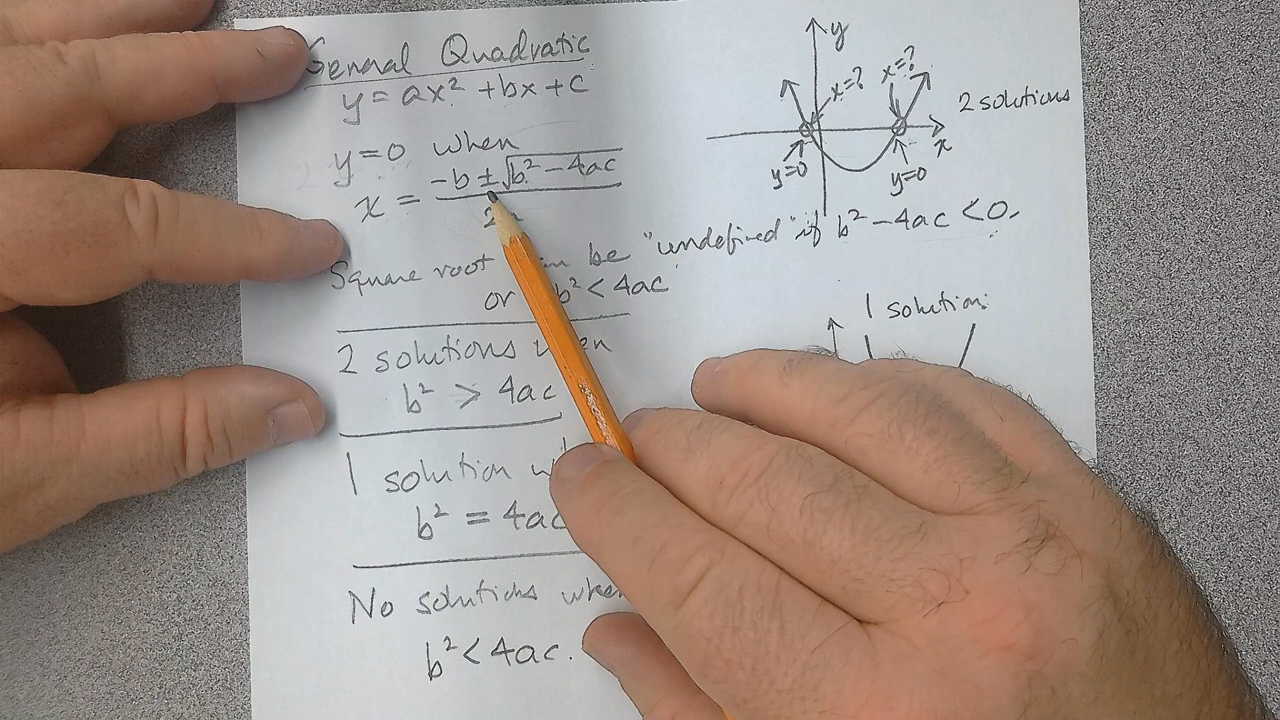 General Quadratic
y = ax² + bx + c
y = 0 when
x = -b ± √b² - 4ac
2
Square root be "undefined" if b² - 4ac < 0.
or b² < 4ac
2 solutions
b² > 4ac
1 solution
b² = 4ac
No solutions when
b² < 4ac.
y
x=?
x=?
2 solutions
x
y=0
y=0
1 solution: